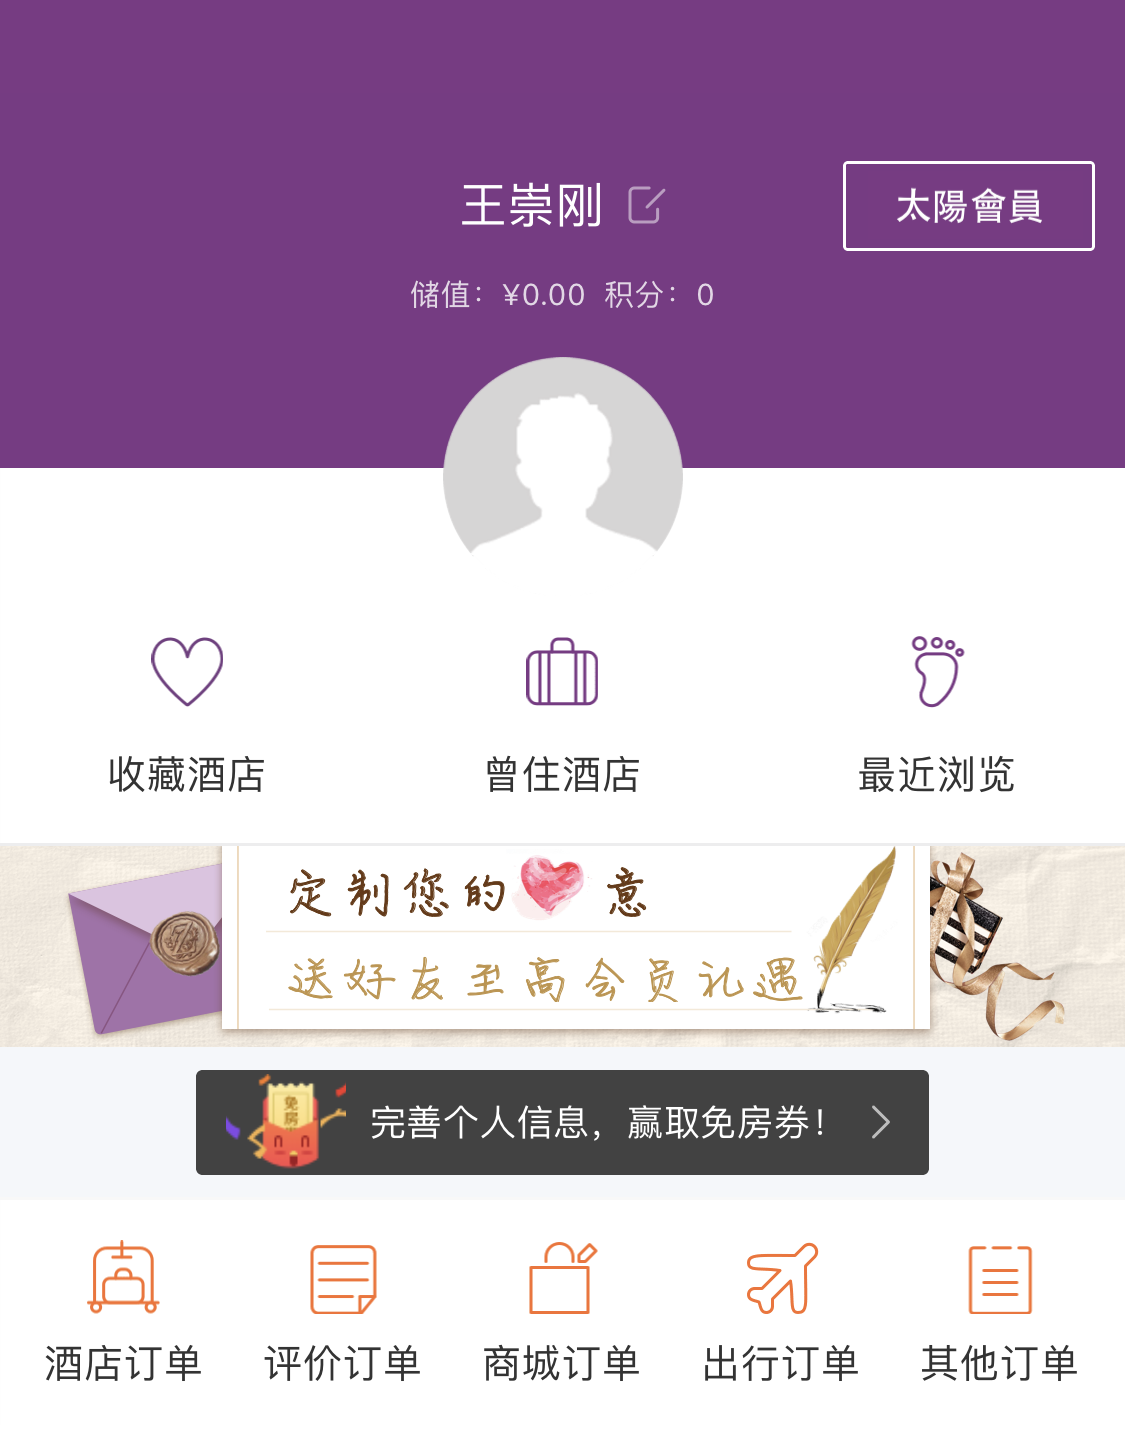 王崇刚
太陽會員
储值：¥0.00 积分：0
收藏酒店 曾住酒店 最近浏览
定制您的 意
送好友至高会员礼遇
免房
完善个人信息，赢取免房券！
酒店订单 评价订单 商城订单 出行订单 其他订单